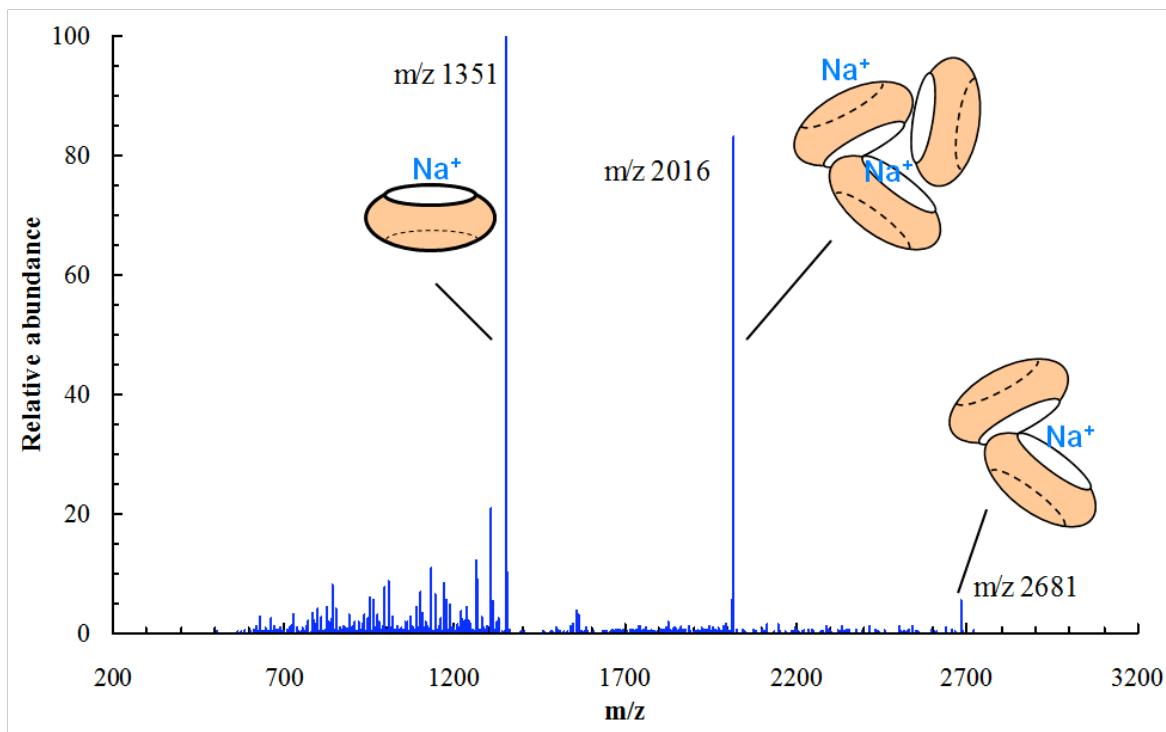 100
80
60
40
20
0
Relative abundance
m/z 1351
Na⁺
m/z 2016
Na⁺
Na⁺
Na⁺
m/z 2681
200 700 1200 1700 2200 2700 3200
m/z